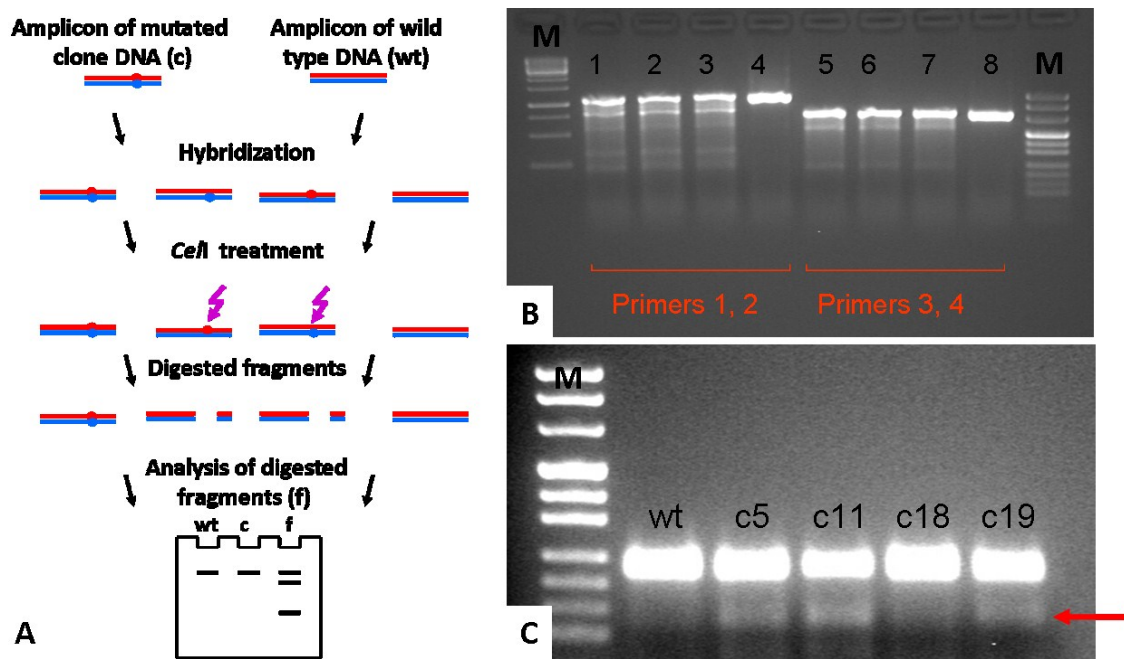 Amplicon of mutated
clone DNA (c)
Amplicon of wild
type DNA (wt)
Hybridization
CelI treatment
Digested fragments
Analysis of digested
fragments (f)
wt c f
A
M 1 2 3 4 5 6 7 8 M
Primers 1, 2 Primers 3, 4
B
M
wt c5 c11 c18 c19
C